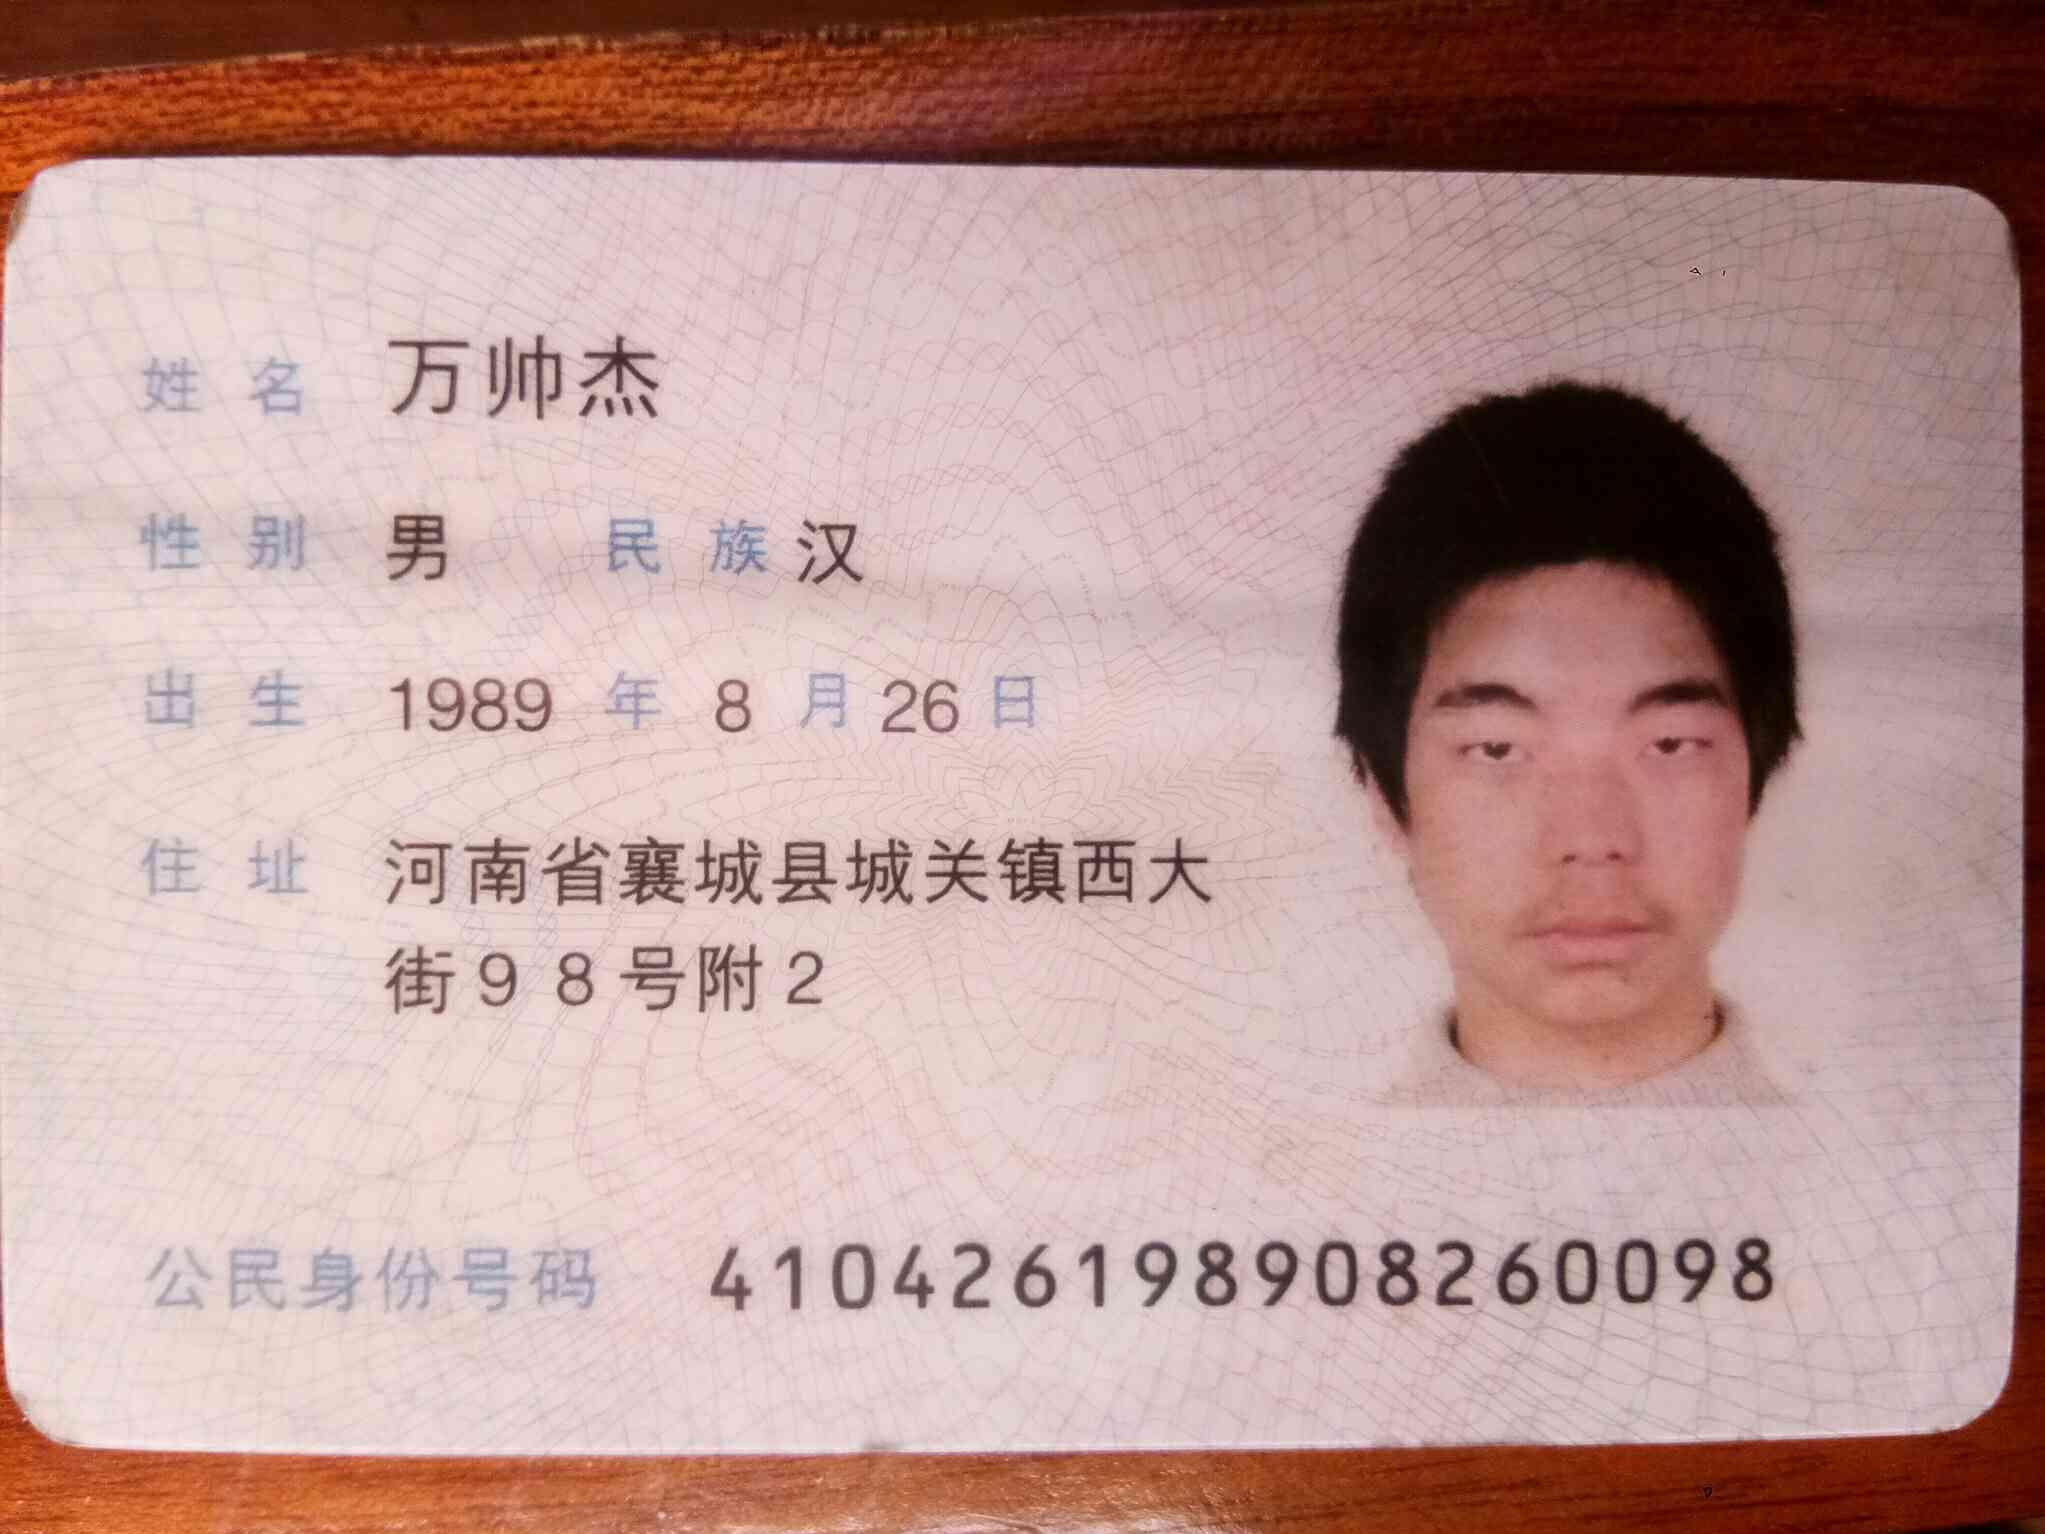 姓名 万帅杰
性别 男 民族 汉
出生 1989 年 8 月 26 日
住址 河南省襄城县城关镇西大
街98号附2
公民身份号码 410426198908260098